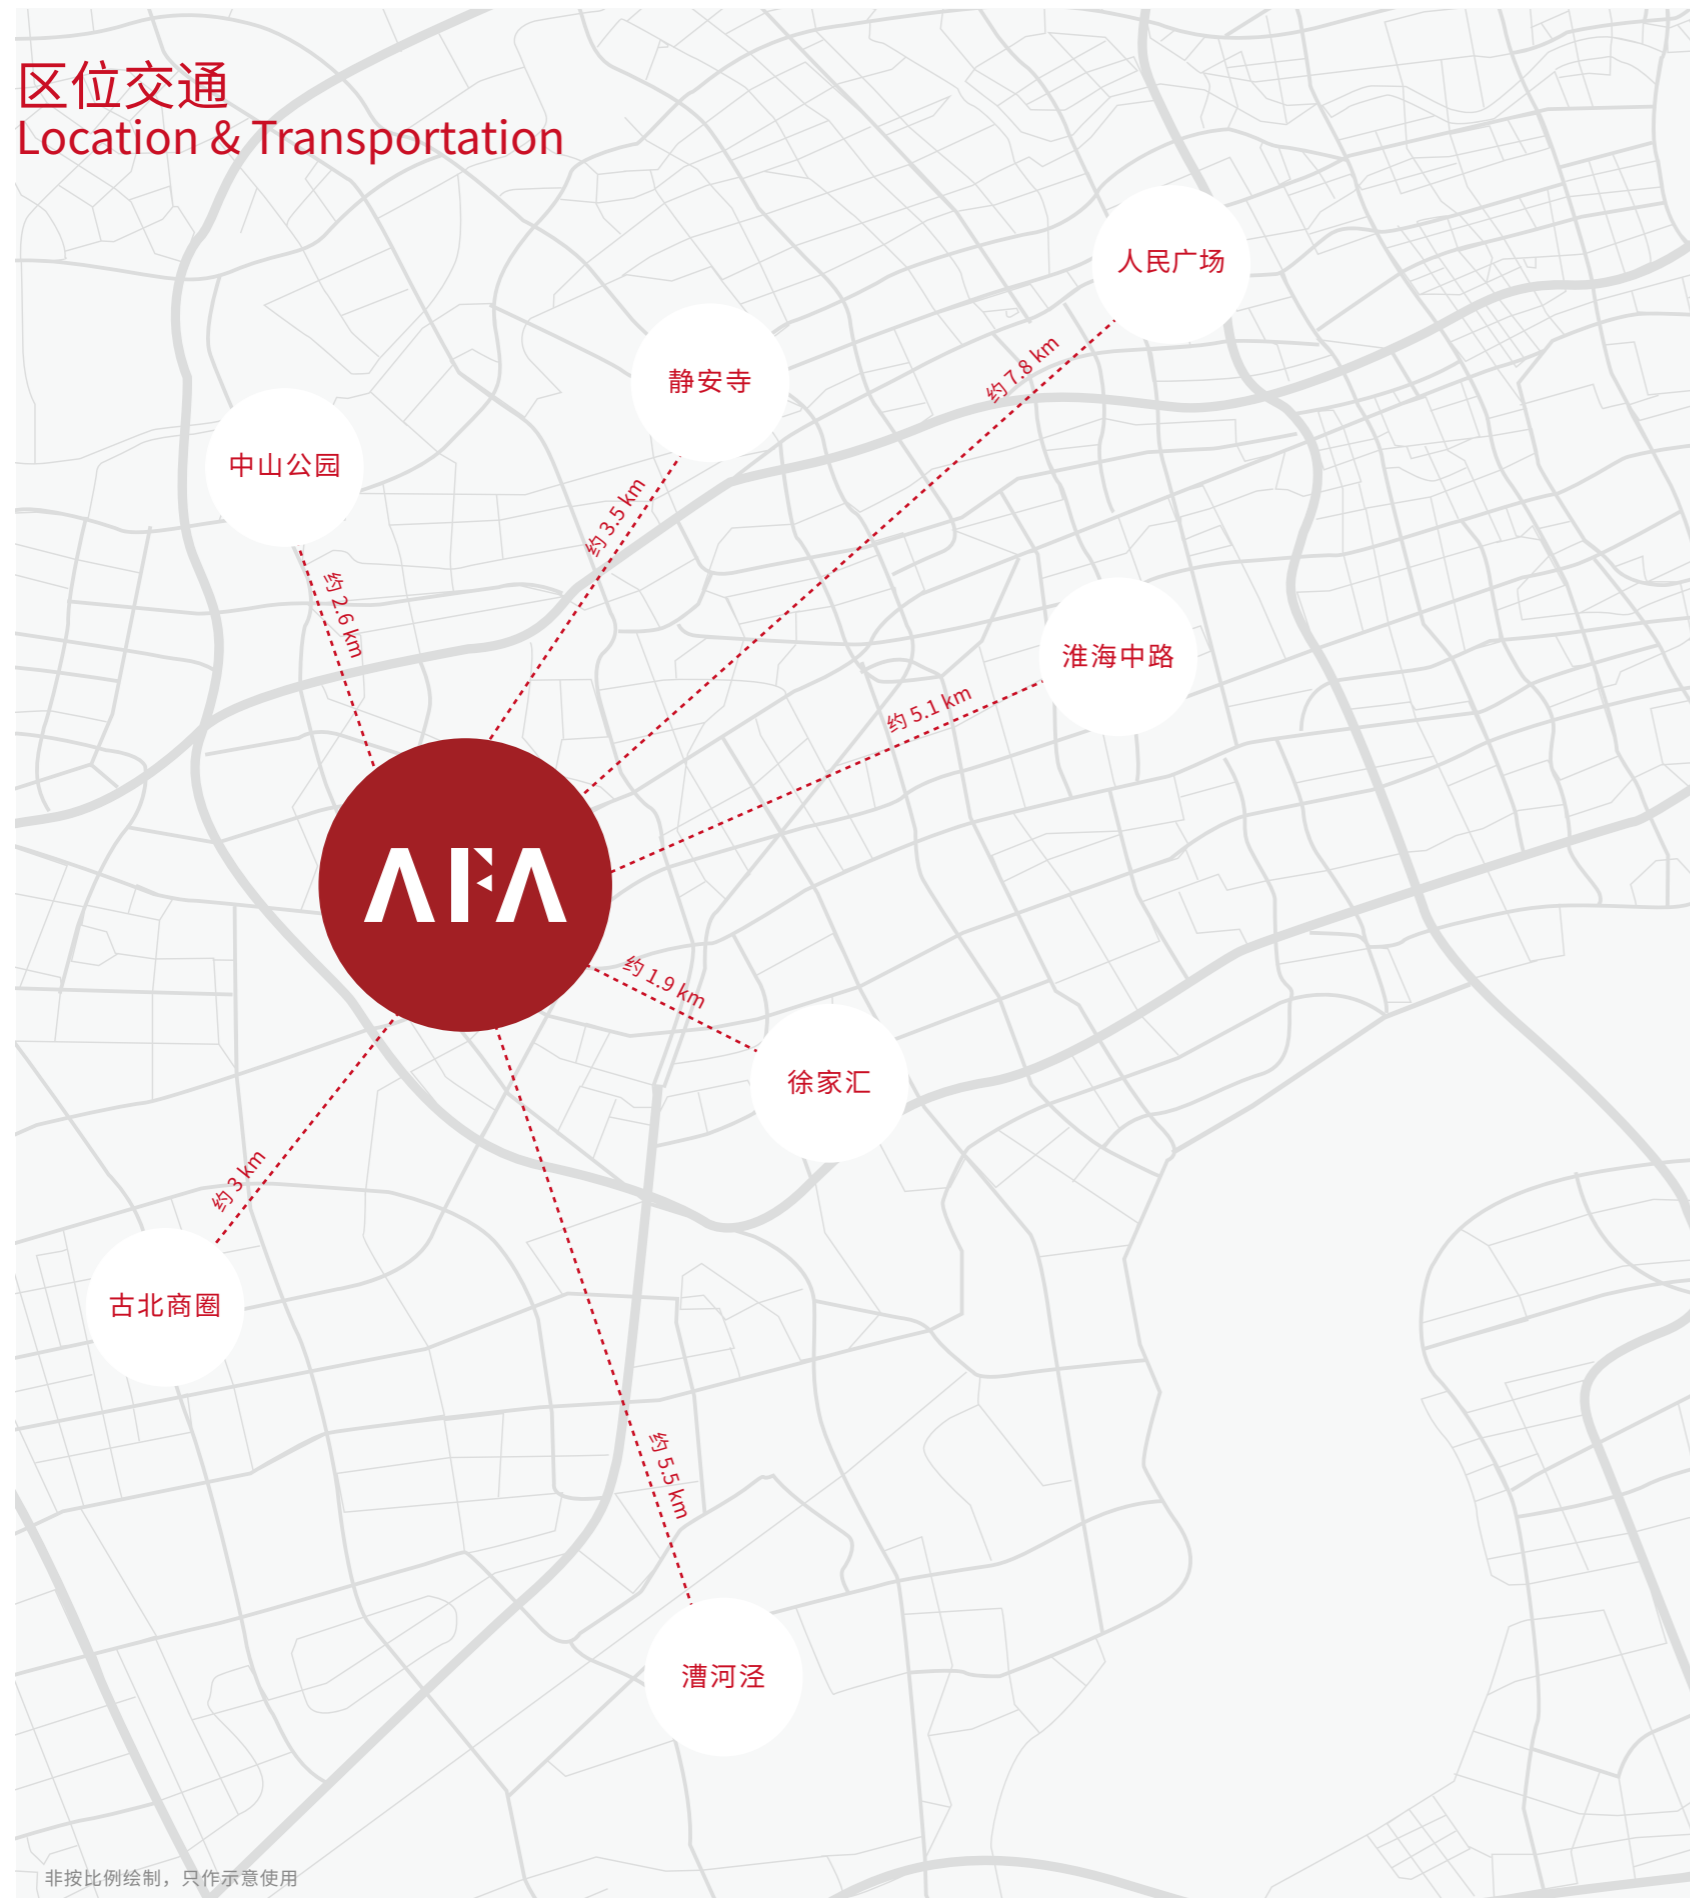 区位交通
Location & Transportation
人民广场
约 7.8 km
静安寺
约 3.5 km
中山公园
约 2.6 km
淮海中路
约 5.1 km
AFA
约 1.9 km
徐家汇
约 3 km
古北商圈
约 5.5 km
漕河泾
非按比例绘制，只作示意使用